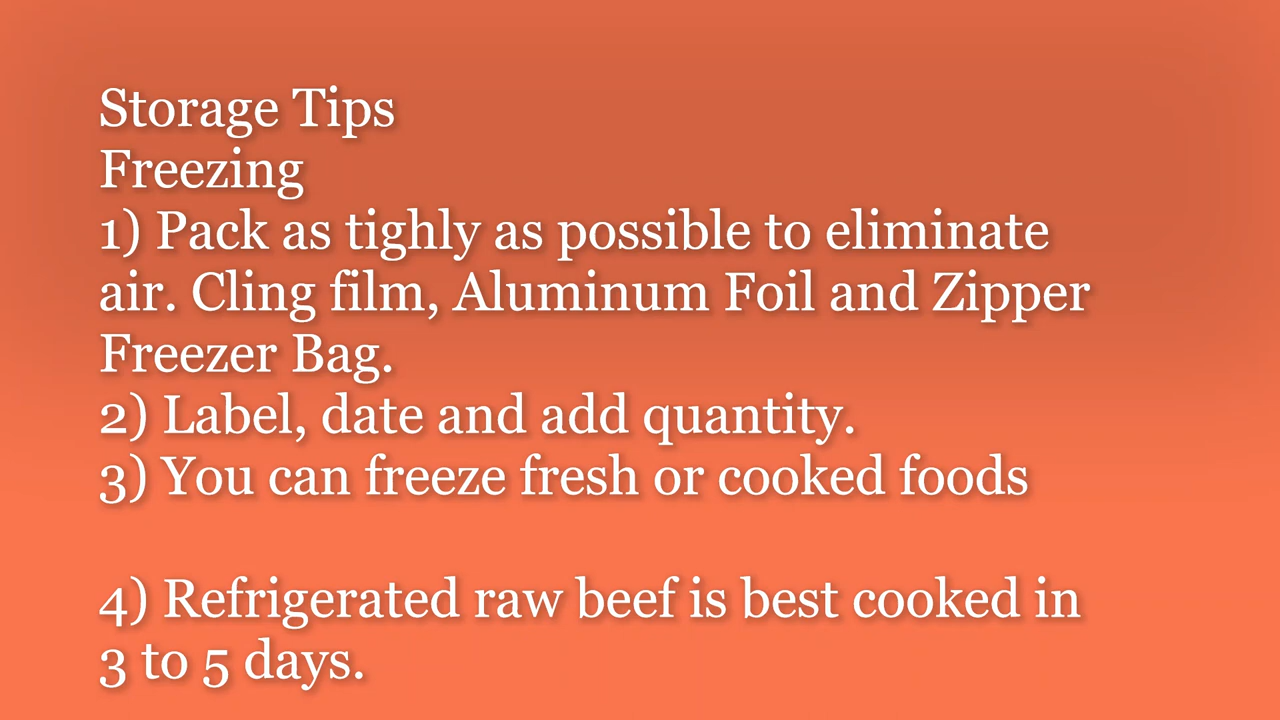 Storage Tips
Freezing
1) Pack as tighly as possible to eliminate
air. Cling film, Aluminum Foil and Zipper
Freezer Bag.
2) Label, date and add quantity.
3) You can freeze fresh or cooked foods
4) Refrigerated raw beef is best cooked in
3 to 5 days.